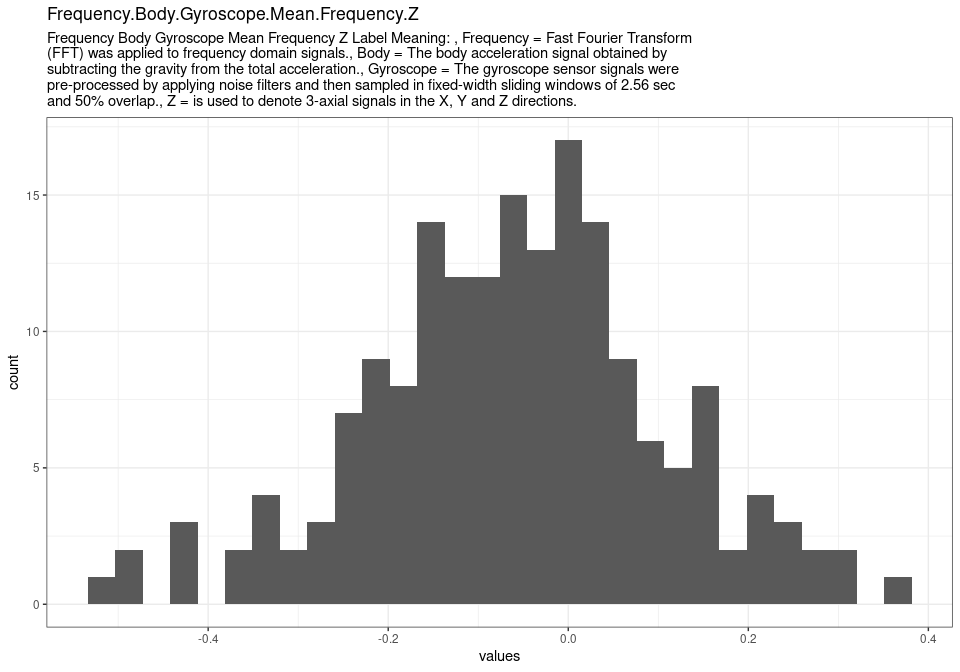 Frequency.Body.Gyroscope.Mean.Frequency.Z
Frequency Body Gyroscope Mean Frequency Z Label Meaning: , Frequency = Fast Fourier Transform
(FFT) was applied to frequency domain signals., Body = The body acceleration signal obtained by
subtracting the gravity from the total acceleration., Gyroscope = The gyroscope sensor signals were
pre-processed by applying noise filters and then sampled in fixed-width sliding windows of 2.56 sec
and 50% overlap., Z = is used to denote 3-axial signals in the X, Y and Z directions.
15
10
5
0
count
-0.4
-0.2
0.0
0.2
0.4
values